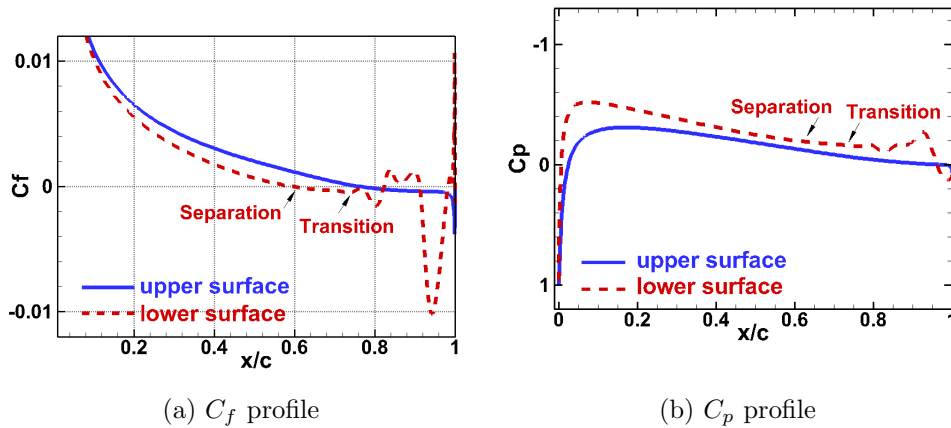 0.01
0
-0.01
Cf
Separation
Transition
upper surface
lower surface
0.2
0.4
0.6
0.8
1
x/c
(a) Cf profile
-1
0
1
Cp
Separation
Transition
upper surface
lower surface
0
0.2
0.4
0.6
0.8
1
x/c
(b) Cp profile